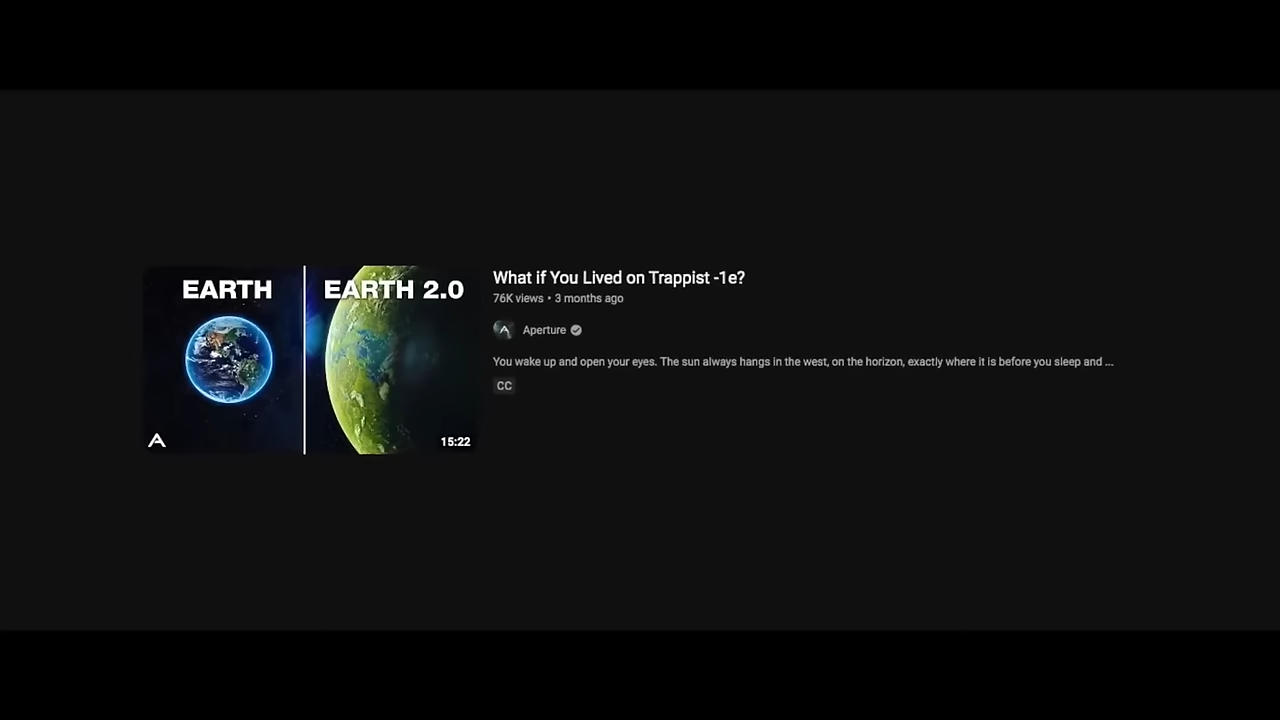 EARTH
EARTH 2.0
15:22
What if You Lived on Trappist -1e?
76K views • 3 months ago
Aperture
You wake up and open your eyes. The sun always hangs in the west, on the horizon, exactly where it is before you sleep and ...
CC